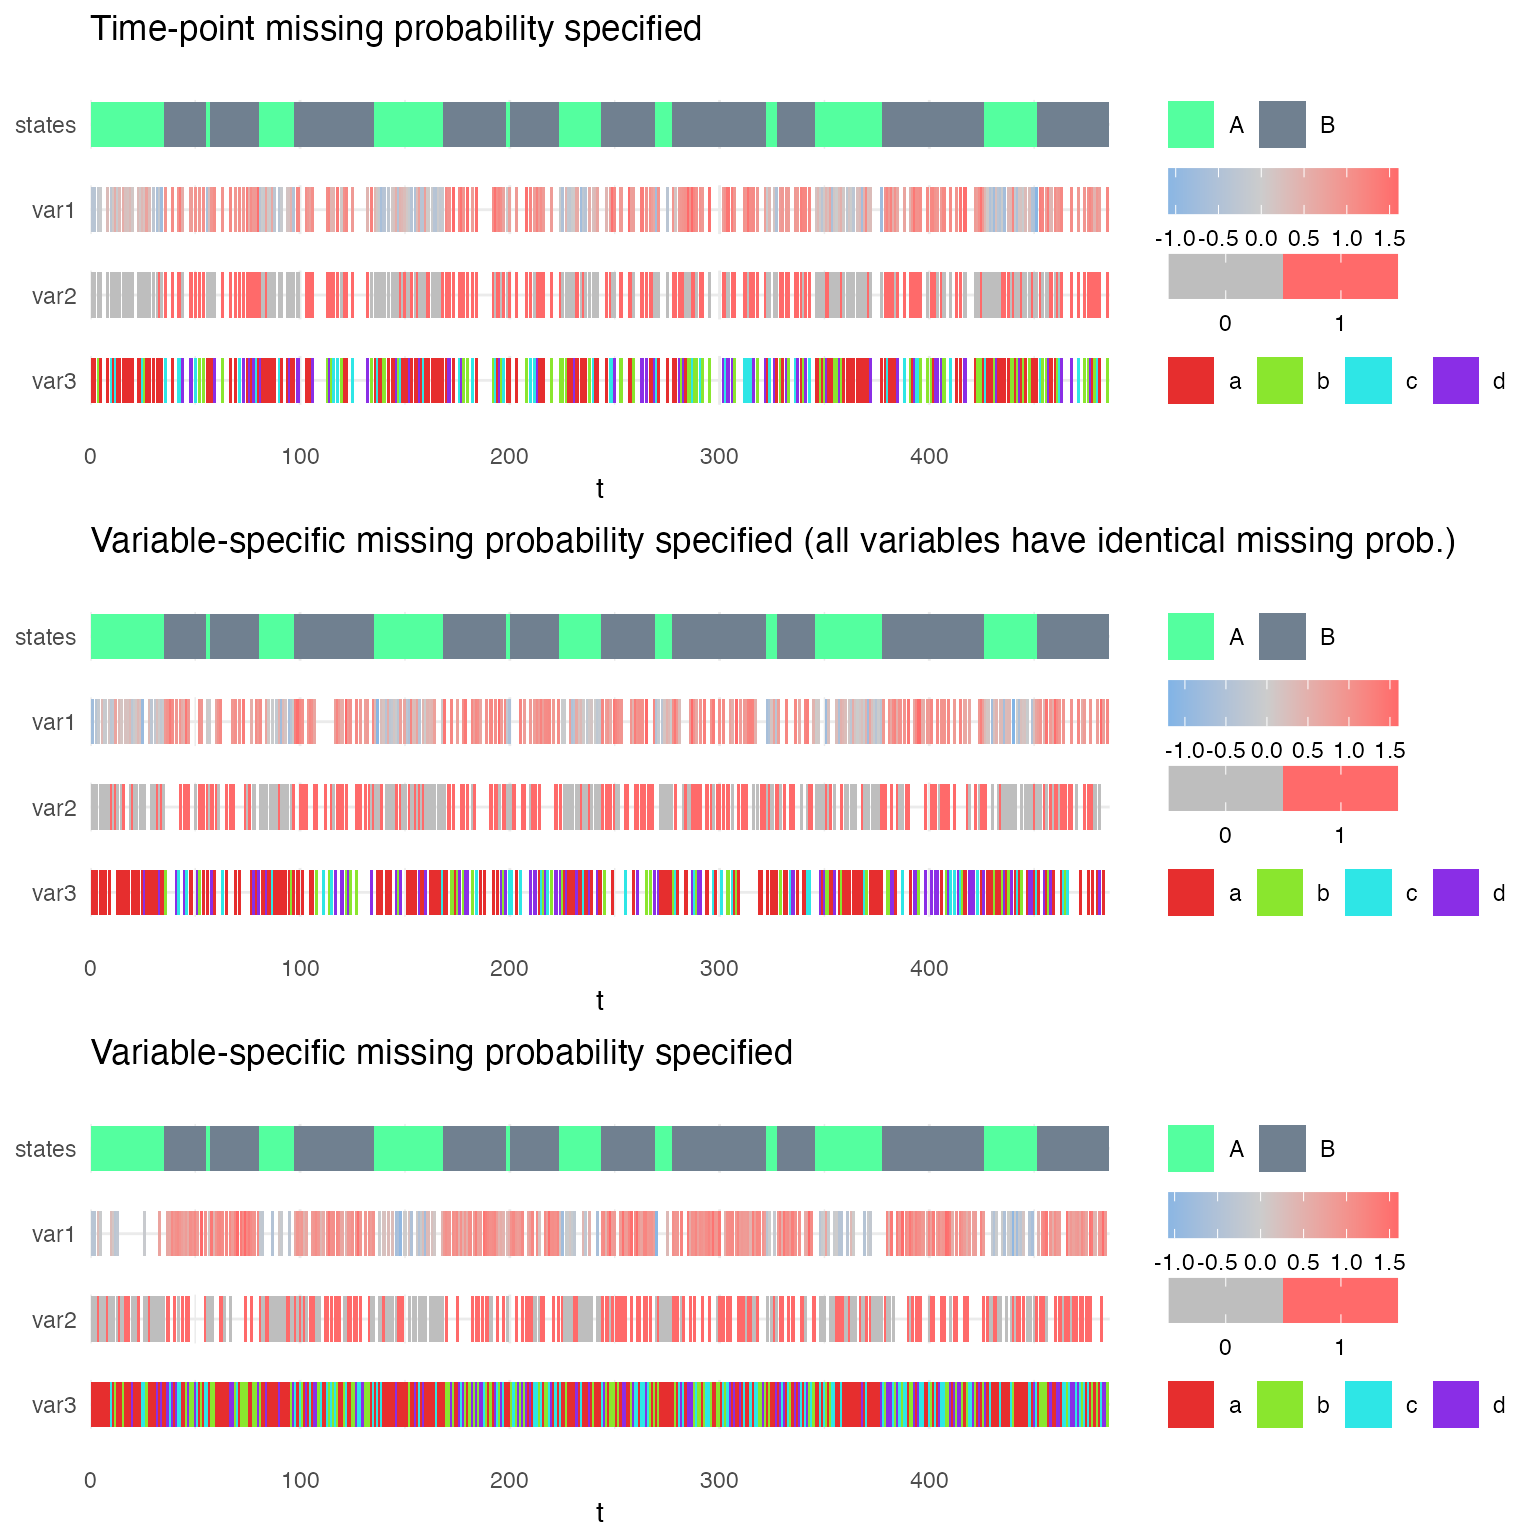 Time-point missing probability specified
states A B
var1
-1.0 -0.5 0.0 0.5 1.0 1.5
var2
0 1
var3 a b c d
0 100 200 300 400
t
Variable-specific missing probability specified (all variables have identical missing prob.)
states A B
var1
-1.0 -0.5 0.0 0.5 1.0 1.5
var2
0 1
var3 a b c d
0 100 200 300 400
t
Variable-specific missing probability specified
states A B
var1
-1.0 -0.5 0.0 0.5 1.0 1.5
var2
0 1
var3 a b c d
0 100 200 300 400
t